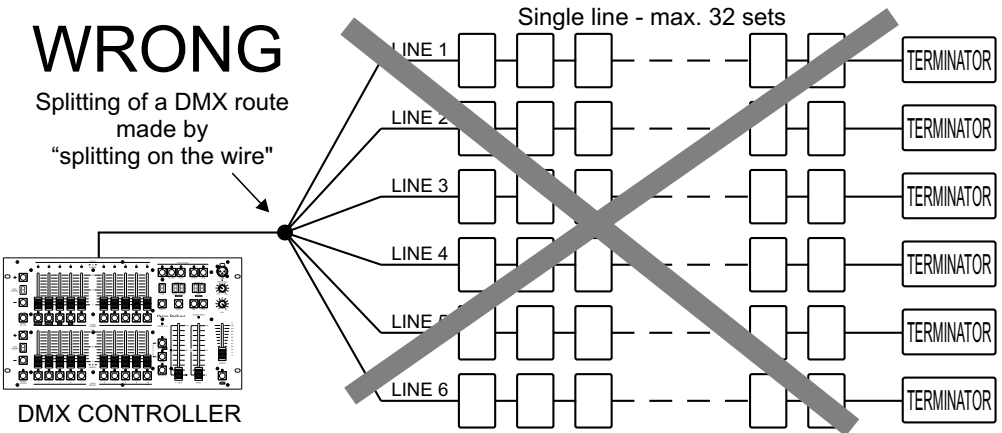 Single line - max. 32 sets
WRONG
Splitting of a DMX route
made by
“splitting on the wire"
LINE 1
TERMINATOR
LINE 2
TERMINATOR
LINE 3
TERMINATOR
LINE 4
TERMINATOR
LINE 5
TERMINATOR
LINE 6
TERMINATOR
DMX CONTROLLER